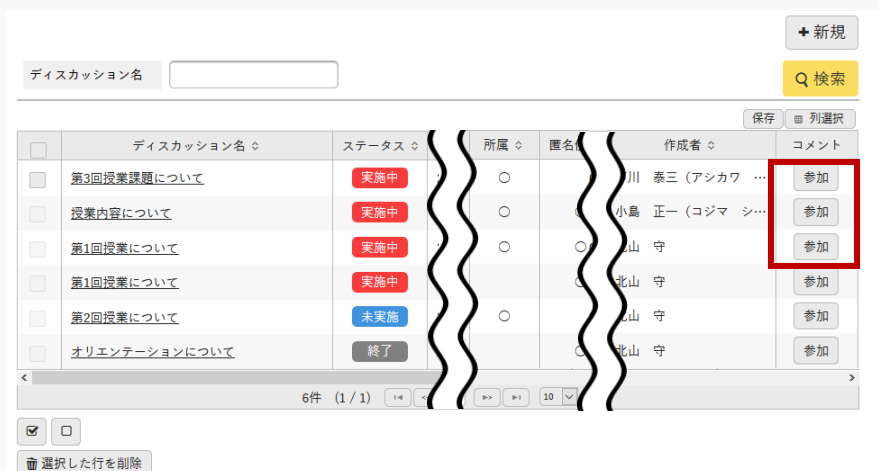 新規
ディスカッション名
検索
保存 列選択
ディスカッション名 ステータス 所属 匿名 作成者 コメント
第3回授業課題について 実施中 ○ 川 泰三（アシカワ … 参加
授業内容について 実施中 ○ 小島 正一（コジマ シ… 参加
第1回授業について 実施中 ○ ○ 北山 守 参加
第1回授業について 実施中 北山 守 参加
第2回授業について 未実施 ○ 北山 守 参加
オリエンテーションについて 終了 北山 守 参加
6件 (1 / 1) 10
選択した行を削除